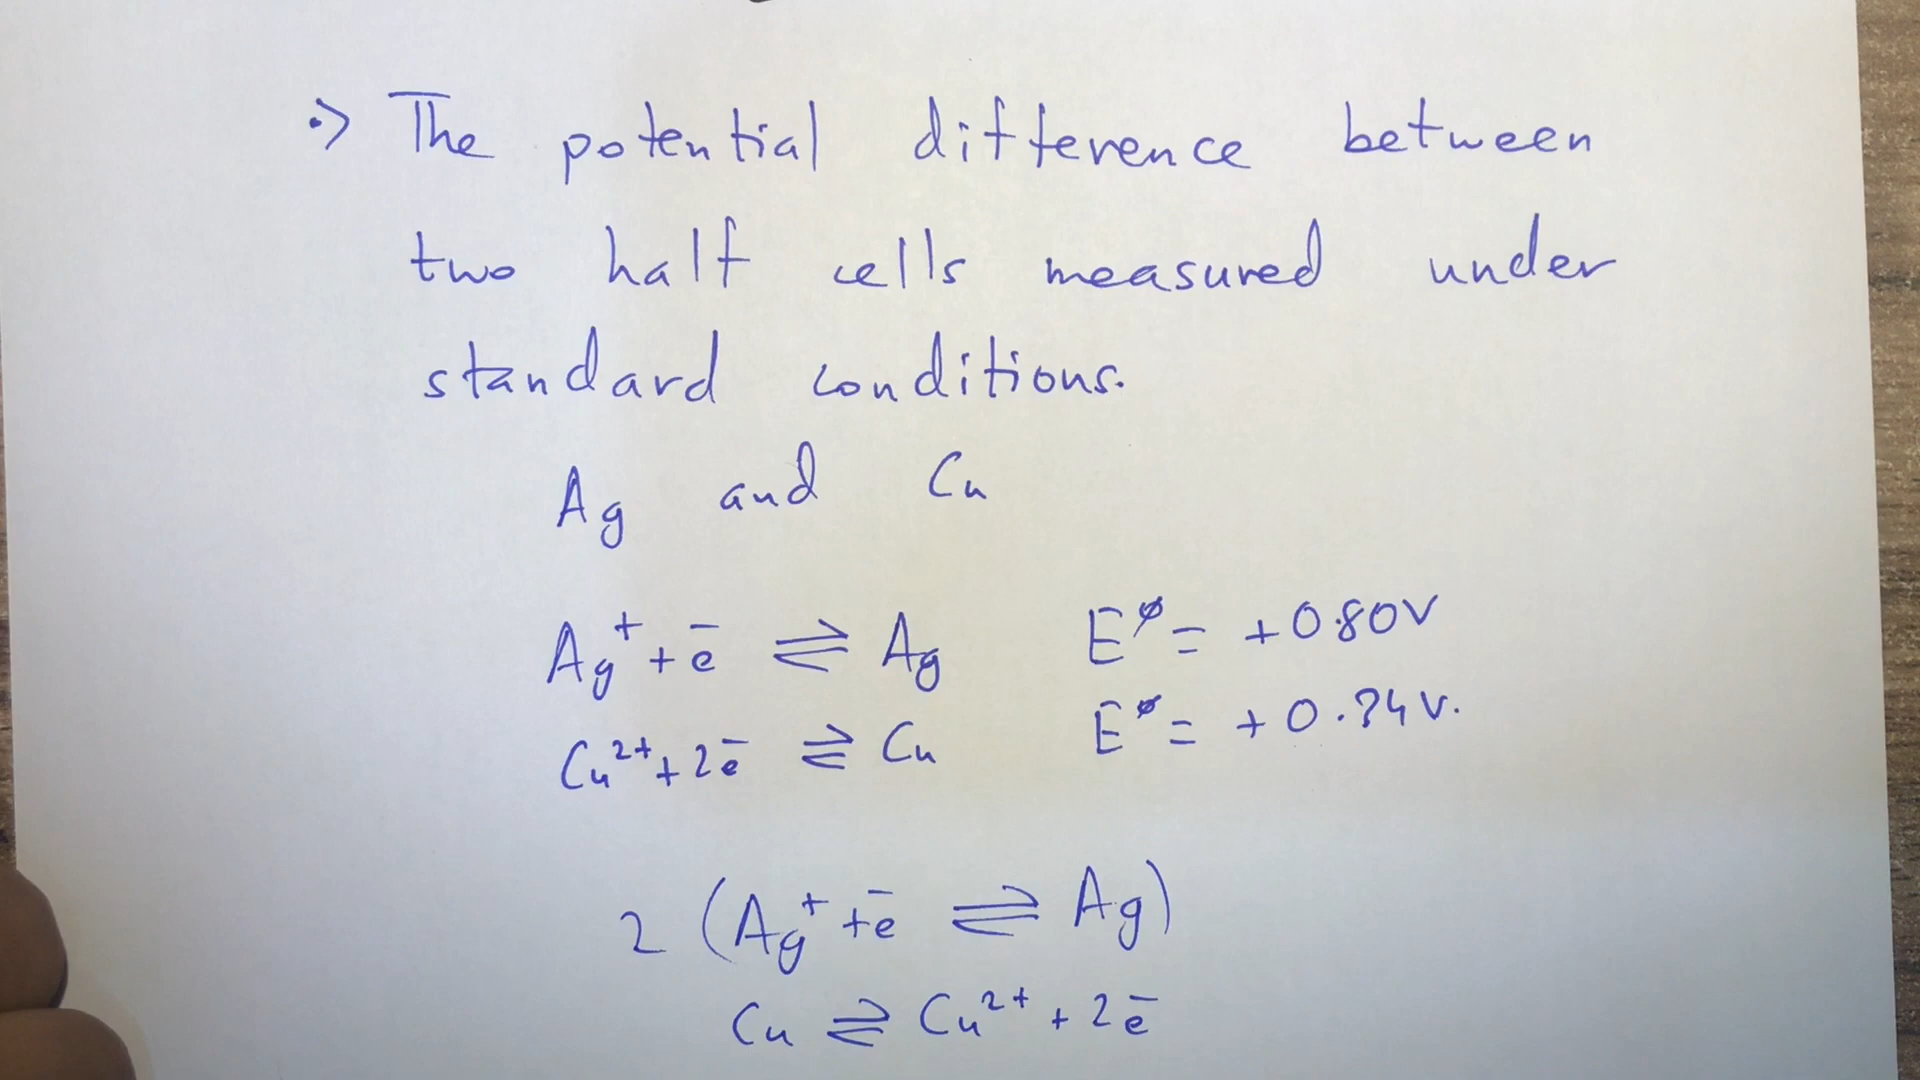 ·> The potential difference between
two half cells measured under
standard conditions.
Ag and Cu
Ag⁺ + e⁻ ⇌ Ag E^ø = +0.80V
Cu²⁺ + 2e⁻ ⇌ Cu E^ø = +0.34V.
2 (Ag⁺ + e⁻ ⇌ Ag)
Cu ⇌ Cu²⁺ + 2e⁻